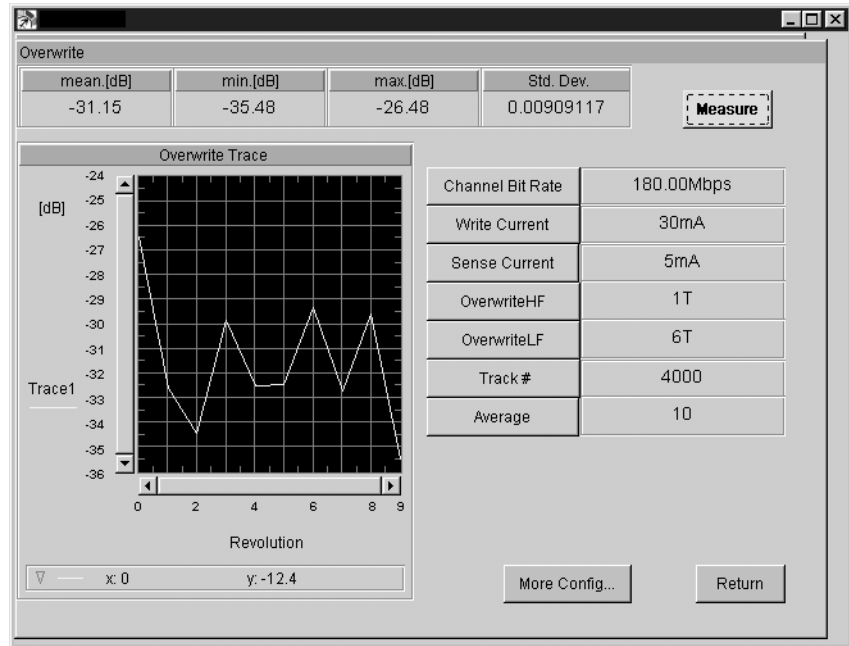 Overwrite
mean.[dB] min.[dB] max.[dB] Std. Dev.
-31.15 -35.48 -26.48 0.00909117
Measure
Overwrite Trace
[dB]
-24
-25
-26
-27
-28
-29
-30
-31
-32
-33
-34
-35
-36
Trace1
0 2 4 6 8 9
Revolution
x: 0 y: -12.4
Channel Bit Rate 180.00Mbps
Write Current 30mA
Sense Current 5mA
OverwriteHF 1T
OverwriteLF 6T
Track # 4000
Average 10
More Config... Return